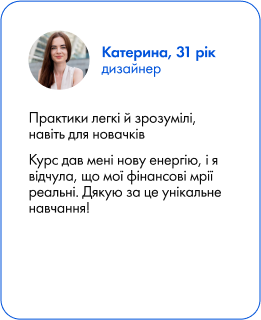 Катерина, 31 рік
дизайнер
Практики легкі й зрозумілі,
навіть для новачків
Курс дав мені нову енергію, і я
відчула, що мої фінансові мрії
реальні. Дякую за це унікальне
навчання!